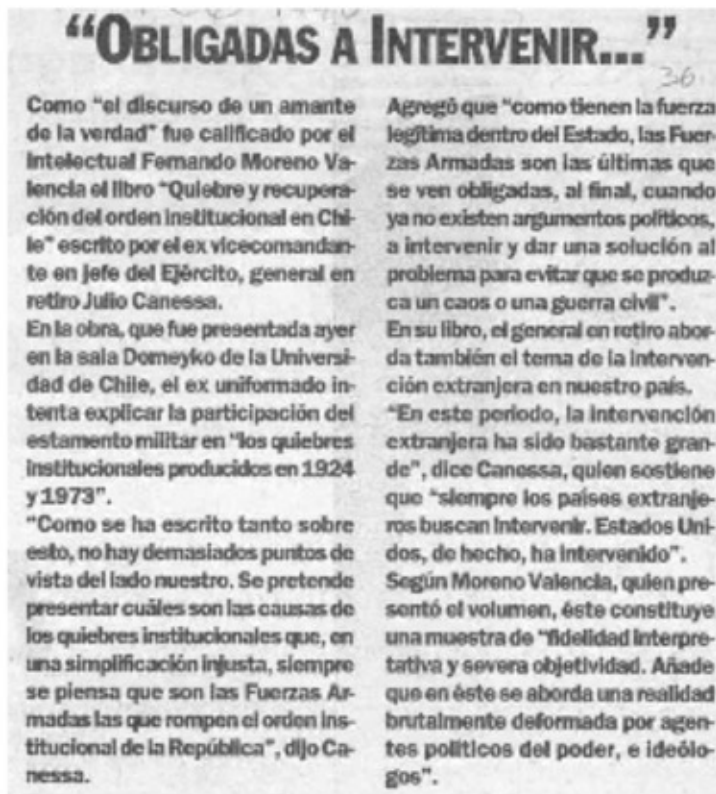 “OBLIGADAS A INTERVENIR...”
36.
Como “el discurso de un amante
de la verdad” fue calificado por el
intelectual Fernando Moreno Va-
lencia el libro “Quiebre y recupera-
ción del orden institucional en Chi-
le” escrito por el ex vicecomandan-
te en jefe del Ejército, general en
retiro Julio Canessa.
En la obra, que fue presentada ayer
en la sala Domeyko de la Universi-
dad de Chile, el ex uniformado in-
tenta explicar la participación del
estamento militar en “los quiebres
institucionales producidos en 1924
y 1973”.
“Como se ha escrito tanto sobre
esto, no hay demasiados puntos de
vista del lado nuestro. Se pretende
presentar cuáles son las causas de
los quiebres institucionales que, en
una simplificación injusta, siempre
se piensa que son las Fuerzas Ar-
madas las que rompen el orden ins-
titucional de la República”, dijo Ca-
nessa.
Agregó que “como tienen la fuerza
legítima dentro del Estado, las Fuer-
zas Armadas son las últimas que
se ven obligadas, al final, cuando
ya no existen argumentos políticos,
a intervenir y dar una solución al
problema para evitar que se produz-
ca un caos o una guerra civil”.
En su libro, el general en retiro abor-
da también el tema de la interven-
ción extranjera en nuestro país.
“En este periodo, la intervención
extranjera ha sido bastante gran-
de”, dice Canessa, quien sostiene
que “siempre los países extranje-
ros buscan intervenir. Estados Uni-
dos, de hecho, ha intervenido”.
Según Moreno Valencia, quien pre-
sentó el volumen, éste constituye
una muestra de “fidelidad interpre-
tativa y severa objetividad. Añade
que en éste se aborda una realidad
brutalmente deformada por agen-
tes políticos del poder, e ideólo-
gos”.